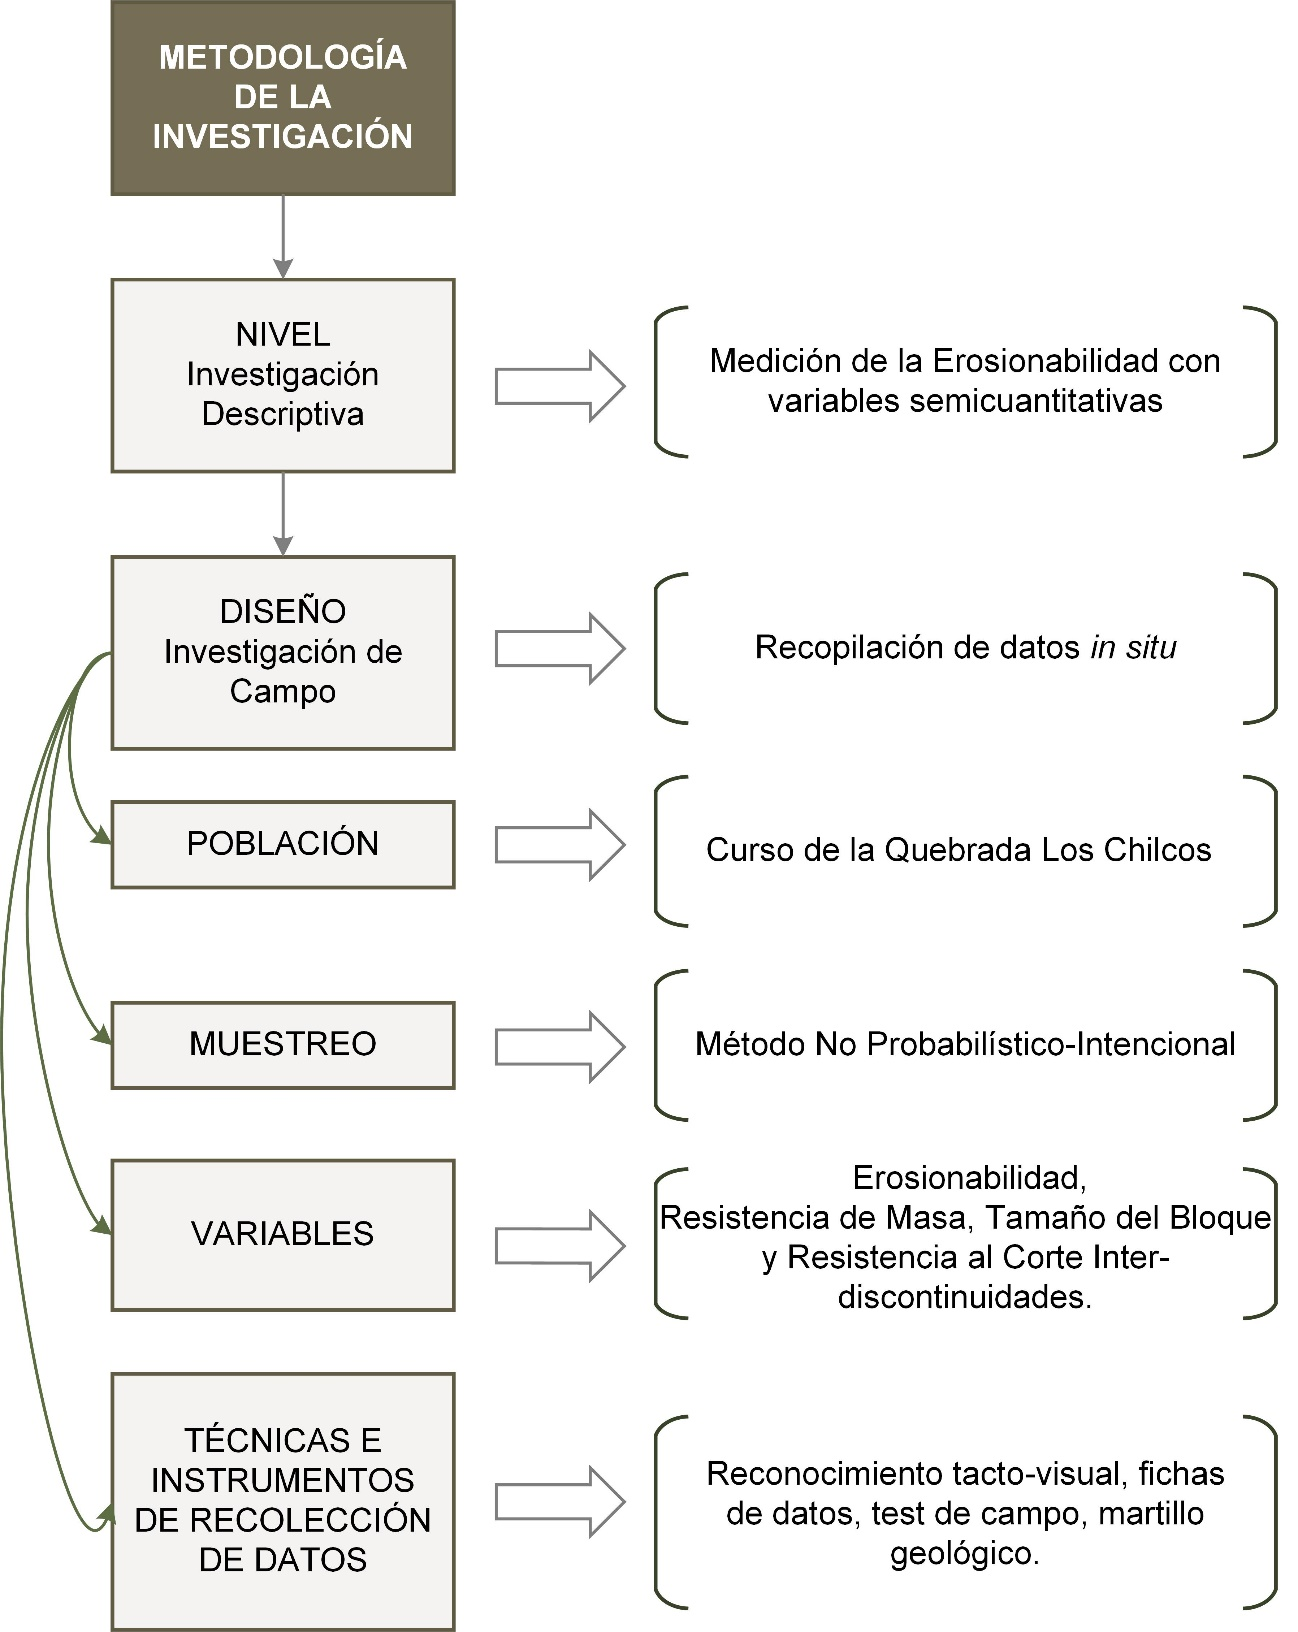 METODOLOGÍA
DE LA
INVESTIGACIÓN
NIVEL
Investigación
Descriptiva
Medición de la Erosionabilidad con
variables semicuantitativas
DISEÑO
Investigación de
Campo
Recopilación de datos in situ
POBLACIÓN
Curso de la Quebrada Los Chilcos
MUESTREO
Método No Probabilístico-Intencional
VARIABLES
Erosionabilidad,
Resistencia de Masa, Tamaño del Bloque
y Resistencia al Corte Inter-
discontinuidades.
TÉCNICAS E
INSTRUMENTOS
DE RECOLECCIÓN
DE DATOS
Reconocimiento tacto-visual, fichas
de datos, test de campo, martillo
geológico.